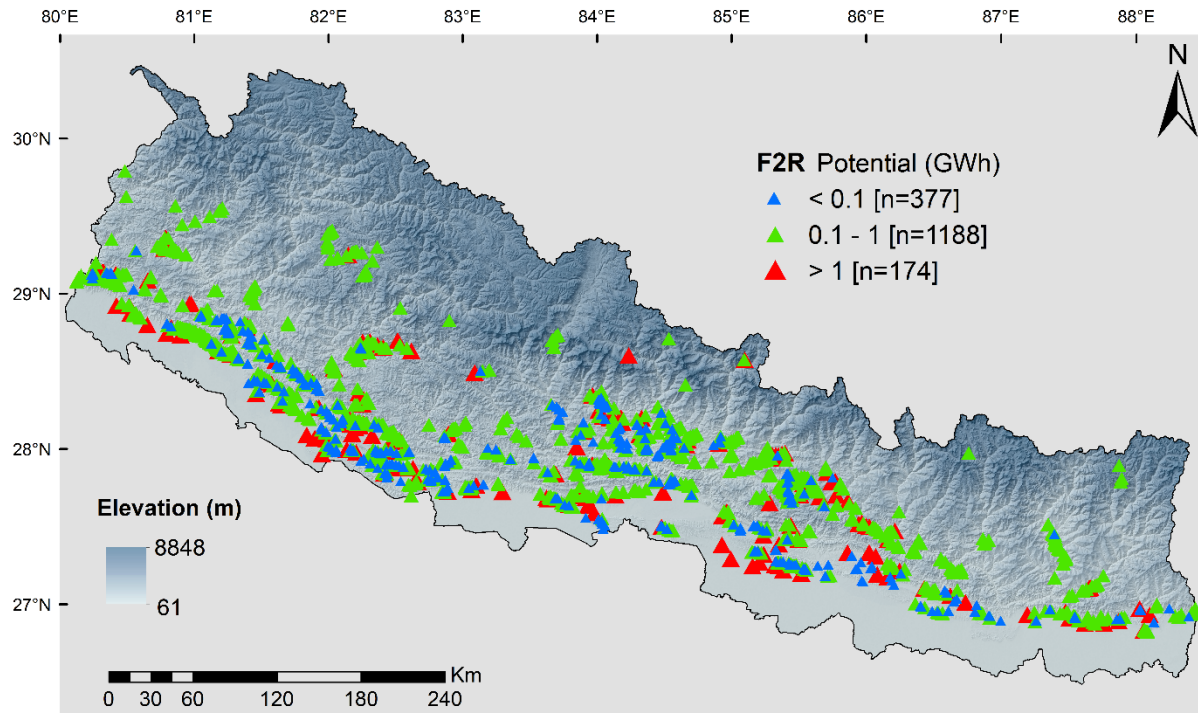 80°E 81°E 82°E 83°E 84°E 85°E 86°E 87°E 88°E
N
30°N
29°N
28°N
27°N
F2R Potential (GWh)
< 0.1 [n=377]
0.1 - 1 [n=1188]
> 1 [n=174]
Elevation (m)
8848
61
Km
0 30 60 120 180 240